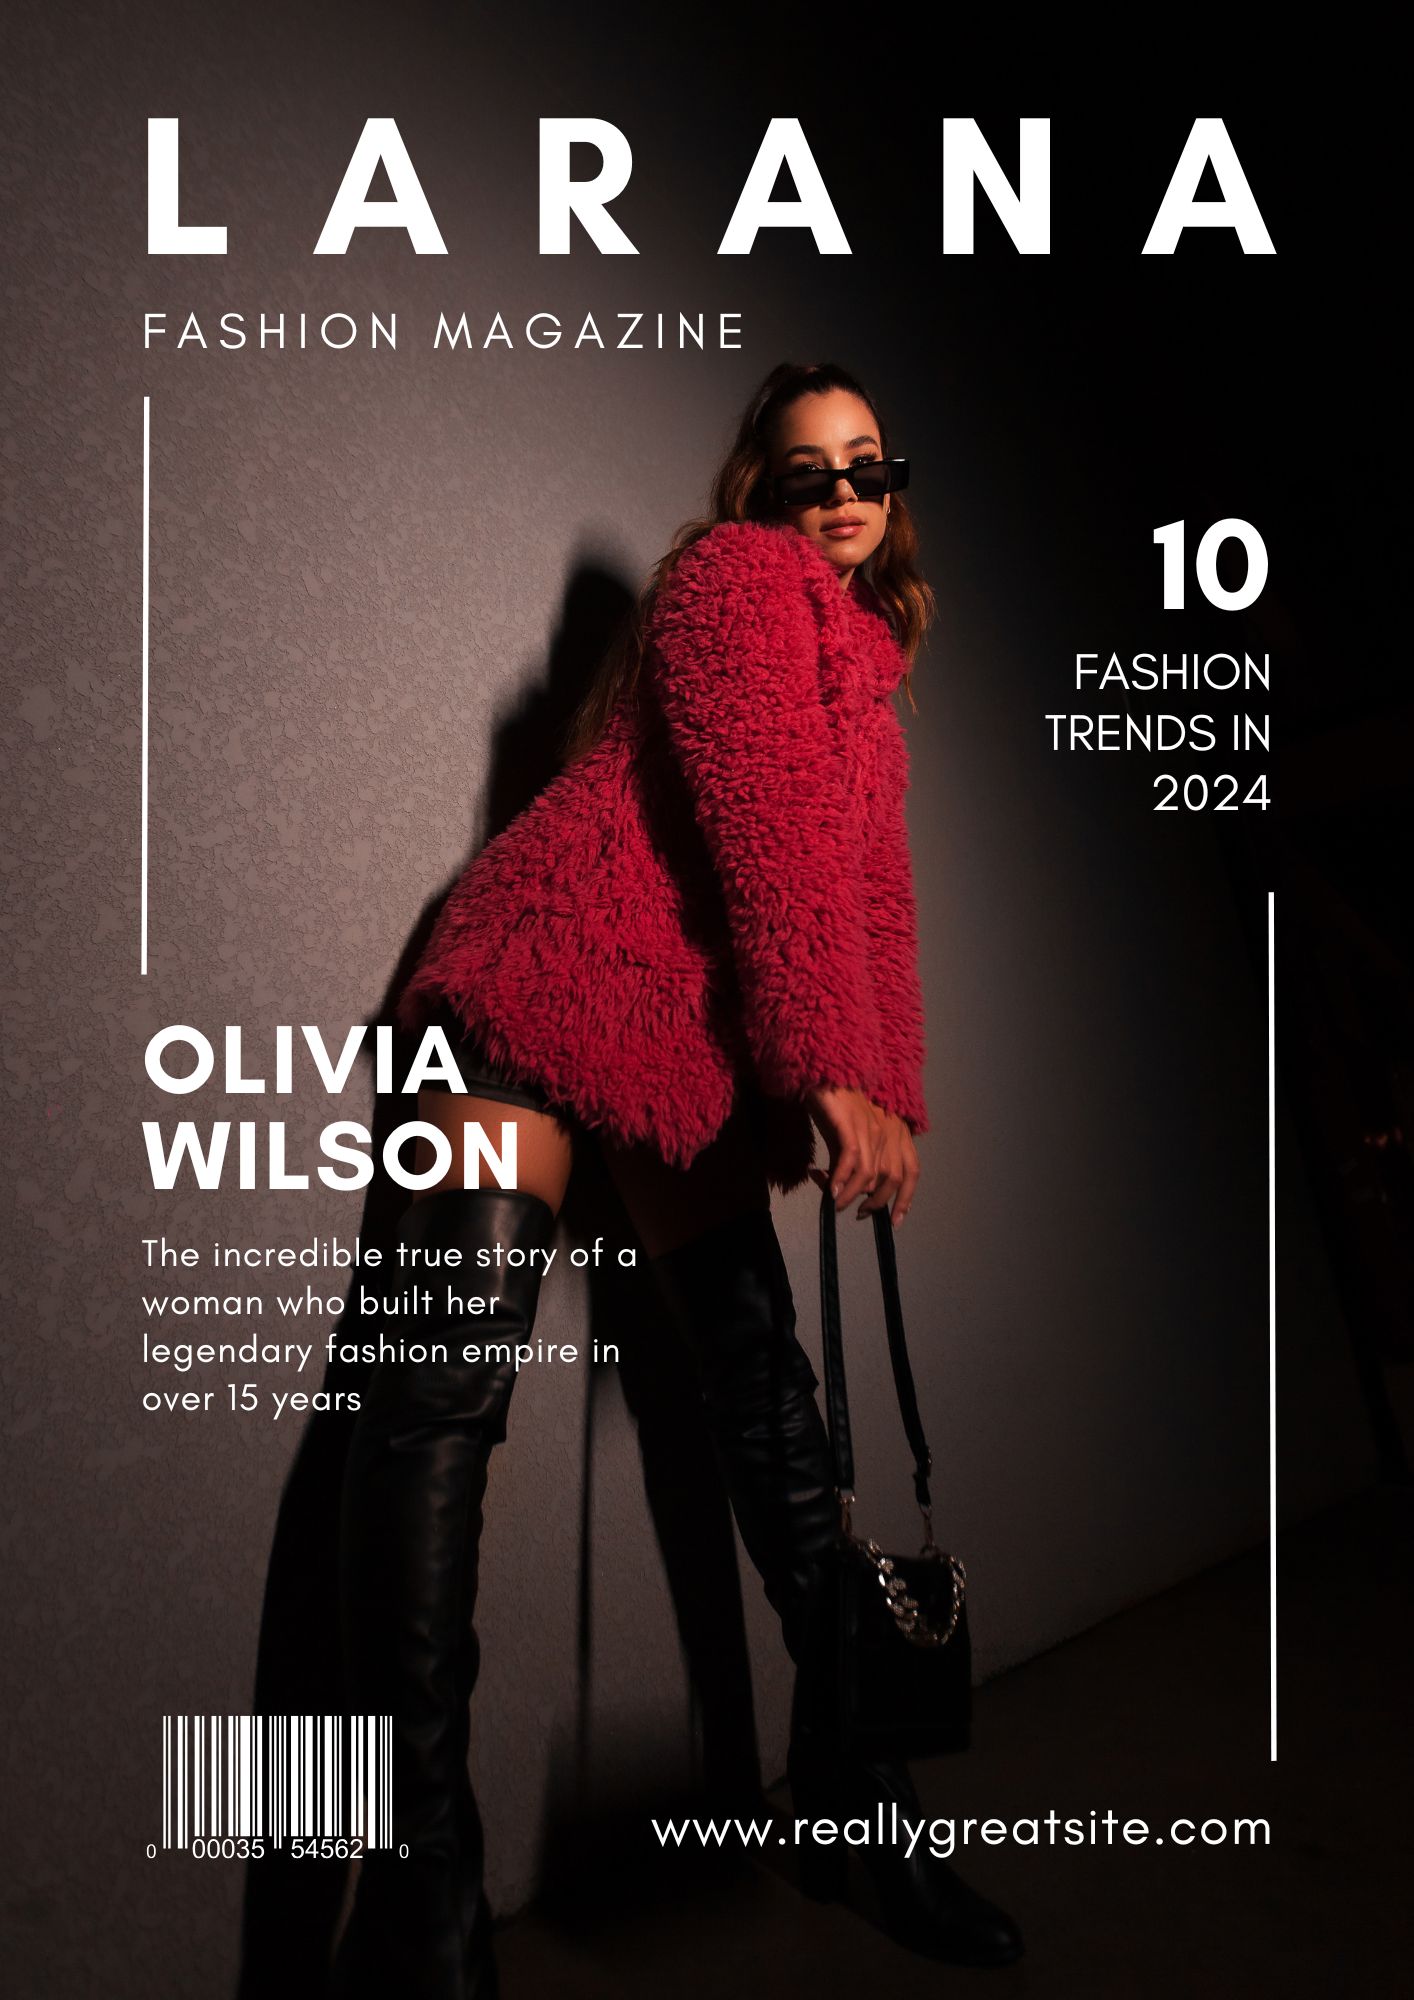 LARANA
FASHION MAGAZINE
10
FASHION
TRENDS IN
2024
OLIVIA
WILSON
The incredible true story of a
woman who built her
legendary fashion empire in
over 15 years
0 00035 54562 0
www.reallygreatsite.com